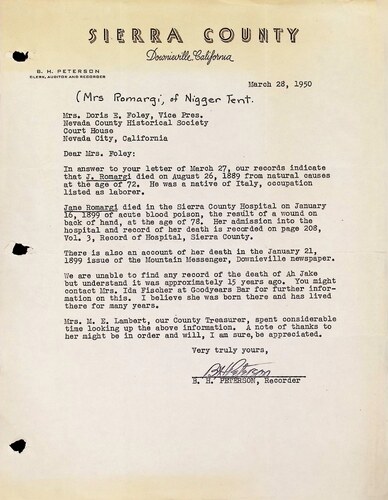 SIERRA COUNTY
Downieville, California
B. H. PETERSON
CLERK, AUDITOR AND RECORDER
March 28, 1950
(Mrs Romargi, of Nigger Tent.
Mrs. Doris E. Foley, Vice Pres.
Nevada County Historical Society
Court House
Nevada City, California
Dear Mrs. Foley:
In answer to your letter of March 27, our records indicate
that J. Romargi died on August 26, 1889 from natural causes
at the age of 72. He was a native of Italy, occupation
listed as laborer.
Jane Romargi died in the Sierra County Hospital on January
16, 1899 of acute blood poison, the result of a wound on
back of hand, at the age of 78. Her admission into the
hospital and record of her death is recorded on page 208,
Vol. 3, Record of Hospital, Sierra County.
There is also an account of her death in the January 21,
1899 issue of the Mountain Messenger, Downieville newspaper.
We are unable to find any record of the death of Ah Jake
but understand it was approximately 15 years ago. You might
contact Mrs. Ida Fischer at Goodyears Bar for further infor-
mation on this. I believe she was born there and has lived
there for many years.
Mrs. M. E. Lambert, our County Treasurer, spent considerable
time looking up the above information. A note of thanks to
her might be in order and will, I am sure, be appreciated.
Very truly yours,
B H Peterson
B. H. PETERSON, Recorder